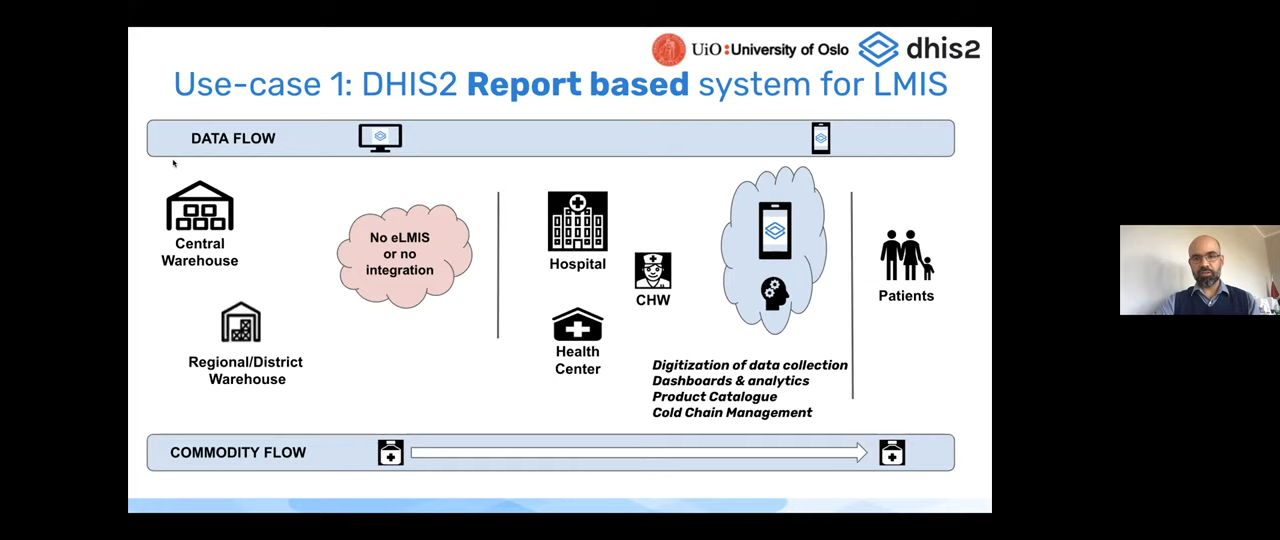 UiO:University of Oslo
dhis2
Use-case 1: DHIS2 Report based system for LMIS
DATA FLOW
Central
Warehouse
No eLMIS
or no
integration
Hospital
CHW
Patients
Regional/District
Warehouse
Health
Center
Digitization of data collection
Dashboards & analytics
Product Catalogue
Cold Chain Management
COMMODITY FLOW